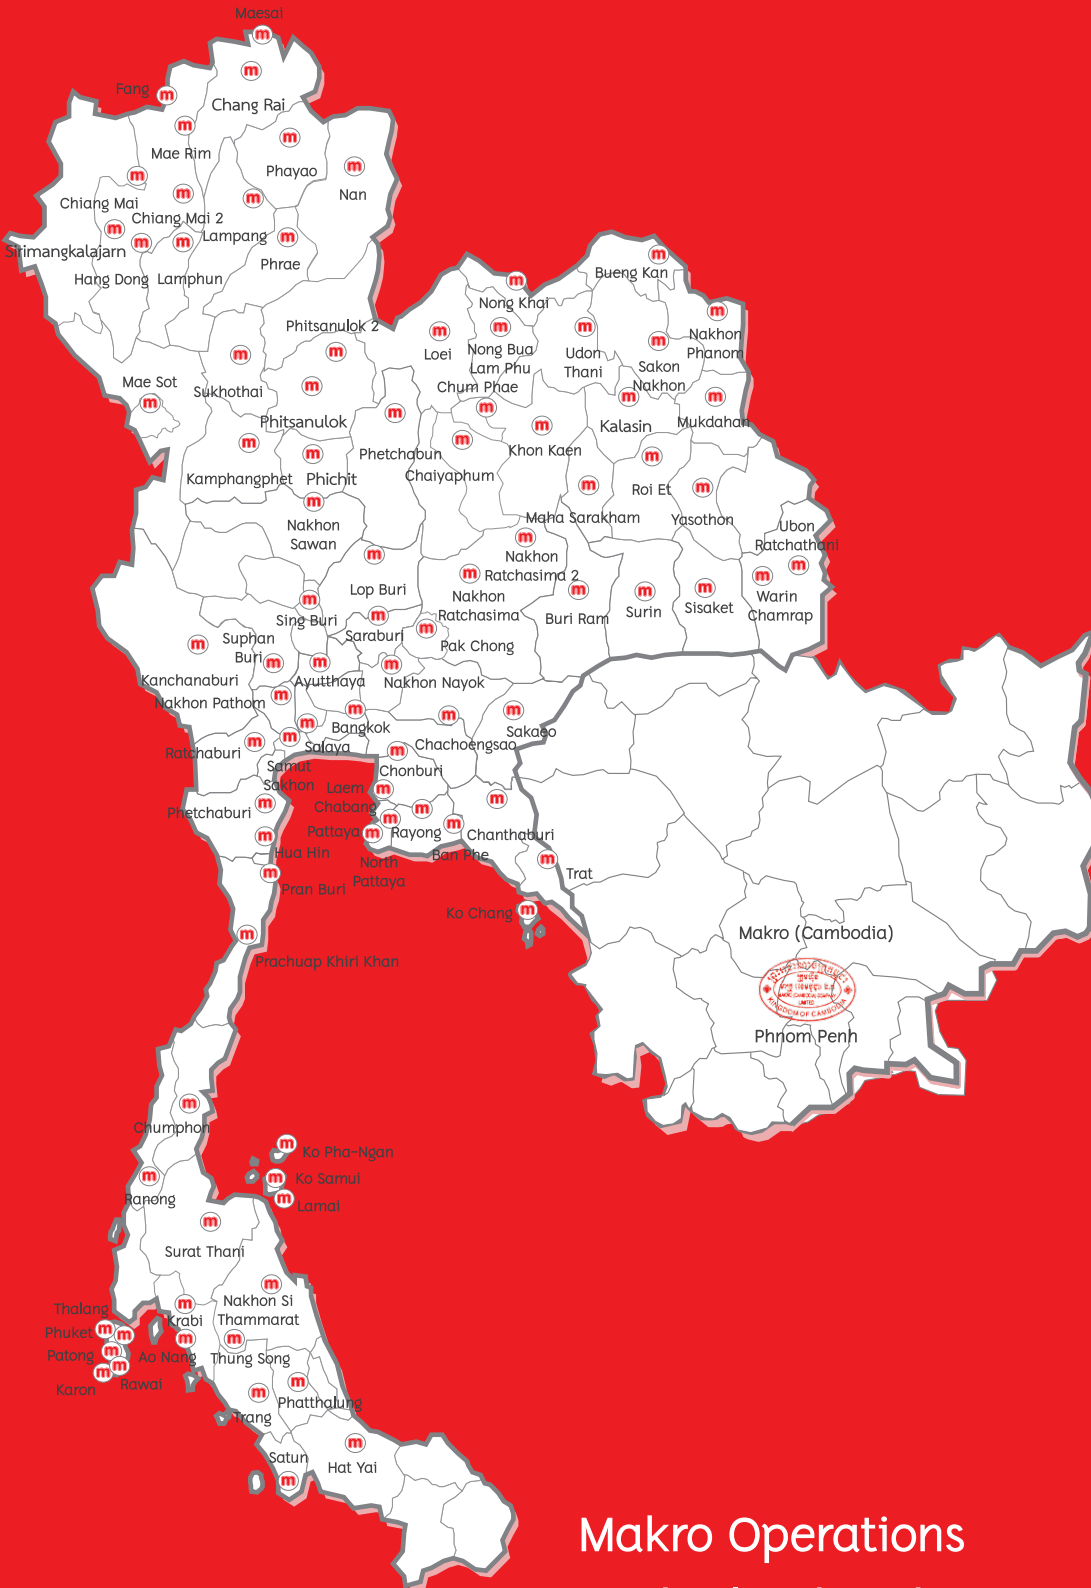 Maesai
Fang
Chang Rai
Mae Rim
Phayao
Nan
Chiang Mai
Chiang Mai 2
Sirimangkalajarn
Lampang
Phrae
Hang Dong
Lamphun
Bueng Kan
Nong Khai
Phitsanulok 2
Loei
Nong Bua
Lam Phu
Udon
Thani
Nakhon
Phanom
Sakon
Nakhon
Mae Sot
Sukhothai
Chum Phae
Phitsanulok
Kalasin
Mukdahan
Phetchabun
Khon Kaen
Kamphangphet
Phichit
Chaiyaphum
Roi Et
Maha Sarakham
Yasothon
Nakhon
Sawan
Ubon
Ratchathani
Nakhon
Ratchasima 2
Lop Buri
Nakhon
Ratchasima
Warin
Chamrap
Sing Buri
Buri Ram
Surin
Sisaket
Suphan
Buri
Saraburi
Pak Chong
Kanchanaburi
Ayutthaya
Nakhon Nayok
Nakhon Pathom
Bangkok
Sakaeo
Ratchaburi
Salaya
Chachoengsao
Samut
Sakhon
Chonburi
Laem
Chabang
Phetchaburi
Pattaya
Rayong
Chanthaburi
Hua Hin
Ban Phe
North
Pattaya
Trat
Pran Buri
Ko Chang
Makro (Cambodia)
Prachuap Khiri Khan
MAKRO (CAMBODIA) COMPANY
LIMITED
KINGDOM OF CAMBODIA
Phnom Penh
Chumphon
Ko Pha-Ngan
Ko Samui
Ranong
Lamai
Surat Thani
Nakhon Si
Thammarat
Thalang
Krabi
Phuket
Patong
Ao Nang
Thung Song
Karon
Rawai
Phatthalung
Trang
Satun
Hat Yai
Makro Operations